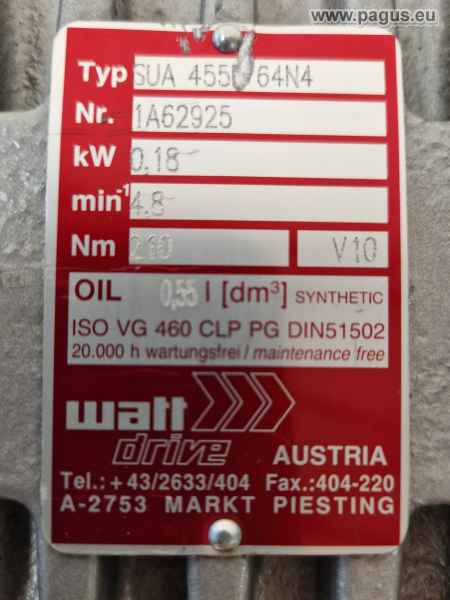 www.pagus.eu
Typ SUA 455 64N4
Nr. 1A62925
kW 0,18
min-1 4,8
Nm 210 V10
OIL 0,55 l [dm³] SYNTHETIC
ISO VG 460 CLP PG DIN51502
20.000 h wartungsfrei / maintenance free
watt
drive AUSTRIA
Tel.: +43/2633/404 Fax.:404-220
A-2753 MARKT PIESTING